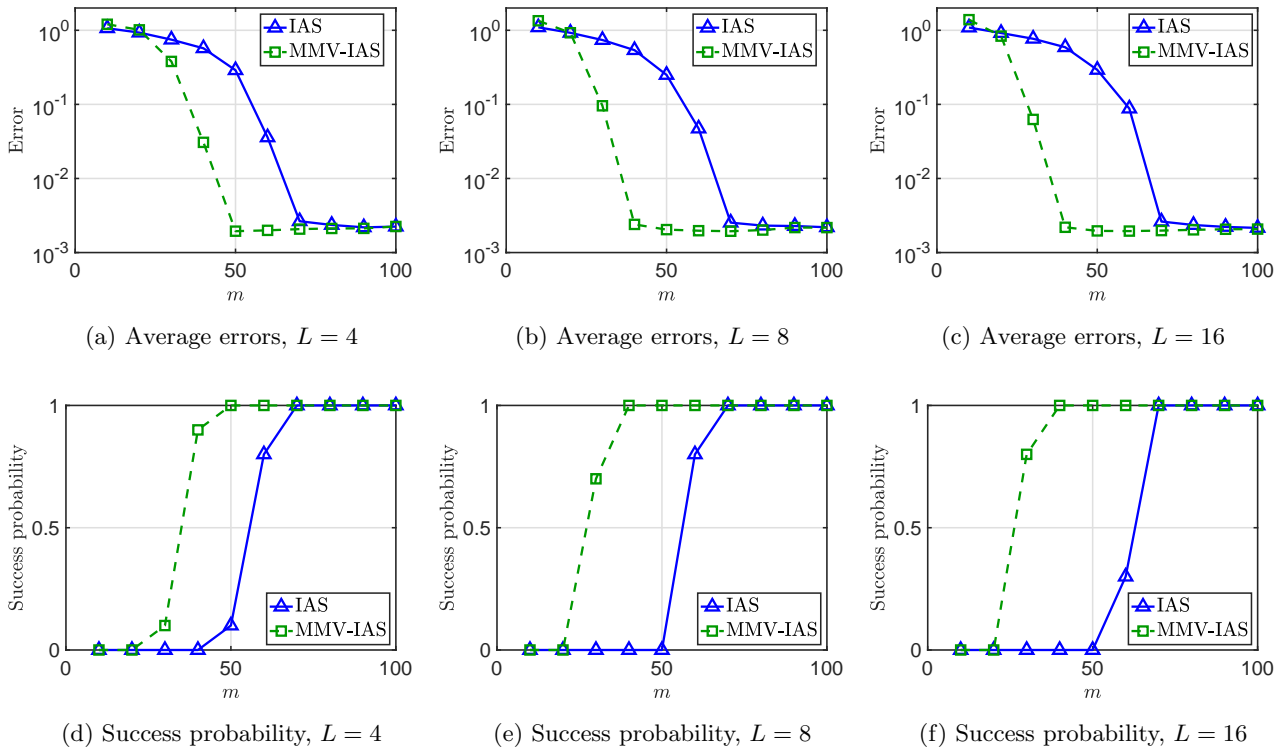 10^0
10^-1
10^-2
10^-3
Error
IAS
MMV-IAS
0
50
100
m
(a) Average errors, L = 4
10^0
10^-1
10^-2
10^-3
Error
IAS
MMV-IAS
0
50
100
m
(b) Average errors, L = 8
10^0
10^-1
10^-2
10^-3
Error
IAS
MMV-IAS
0
50
100
m
(c) Average errors, L = 16
1
0.5
0
Success probability
IAS
MMV-IAS
0
50
100
m
(d) Success probability, L = 4
1
0.5
0
Success probability
IAS
MMV-IAS
0
50
100
m
(e) Success probability, L = 8
1
0.5
0
Success probability
IAS
MMV-IAS
0
50
100
m
(f) Success probability, L = 16